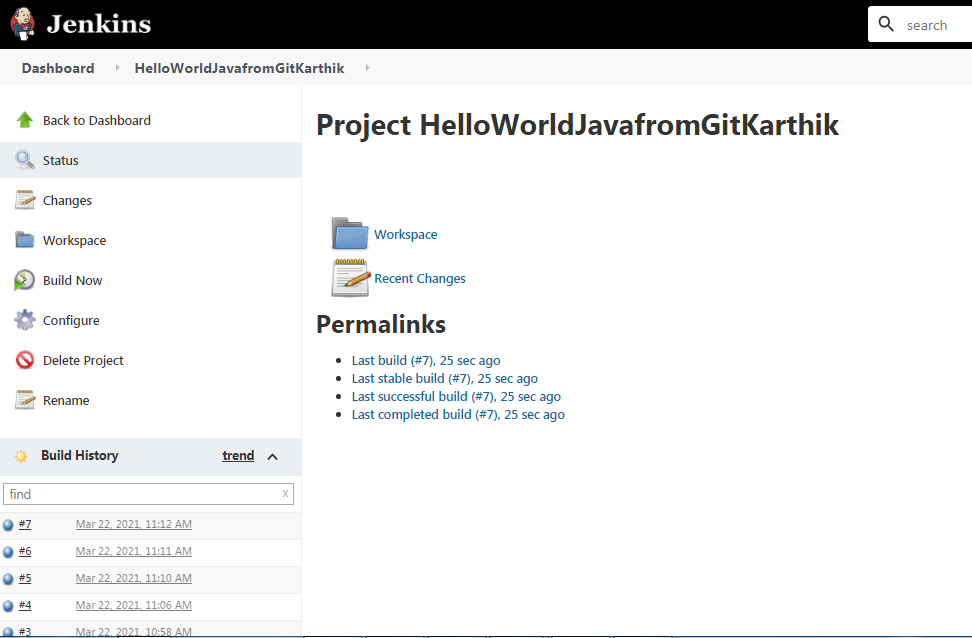 Jenkins
search
Dashboard HelloWorldJavafromGitKarthik
Back to Dashboard
Status
Changes
Workspace
Build Now
Configure
Delete Project
Rename
Build History trend
find x
#7 Mar 22, 2021, 11:12 AM
#6 Mar 22, 2021, 11:11 AM
#5 Mar 22, 2021, 11:10 AM
#4 Mar 22, 2021, 11:06 AM
#3 Mar 22, 2021, 10:58 AM
Project HelloWorldJavafromGitKarthik
Workspace
Recent Changes
Permalinks
Last build (#7), 25 sec ago
Last stable build (#7), 25 sec ago
Last successful build (#7), 25 sec ago
Last completed build (#7), 25 sec ago